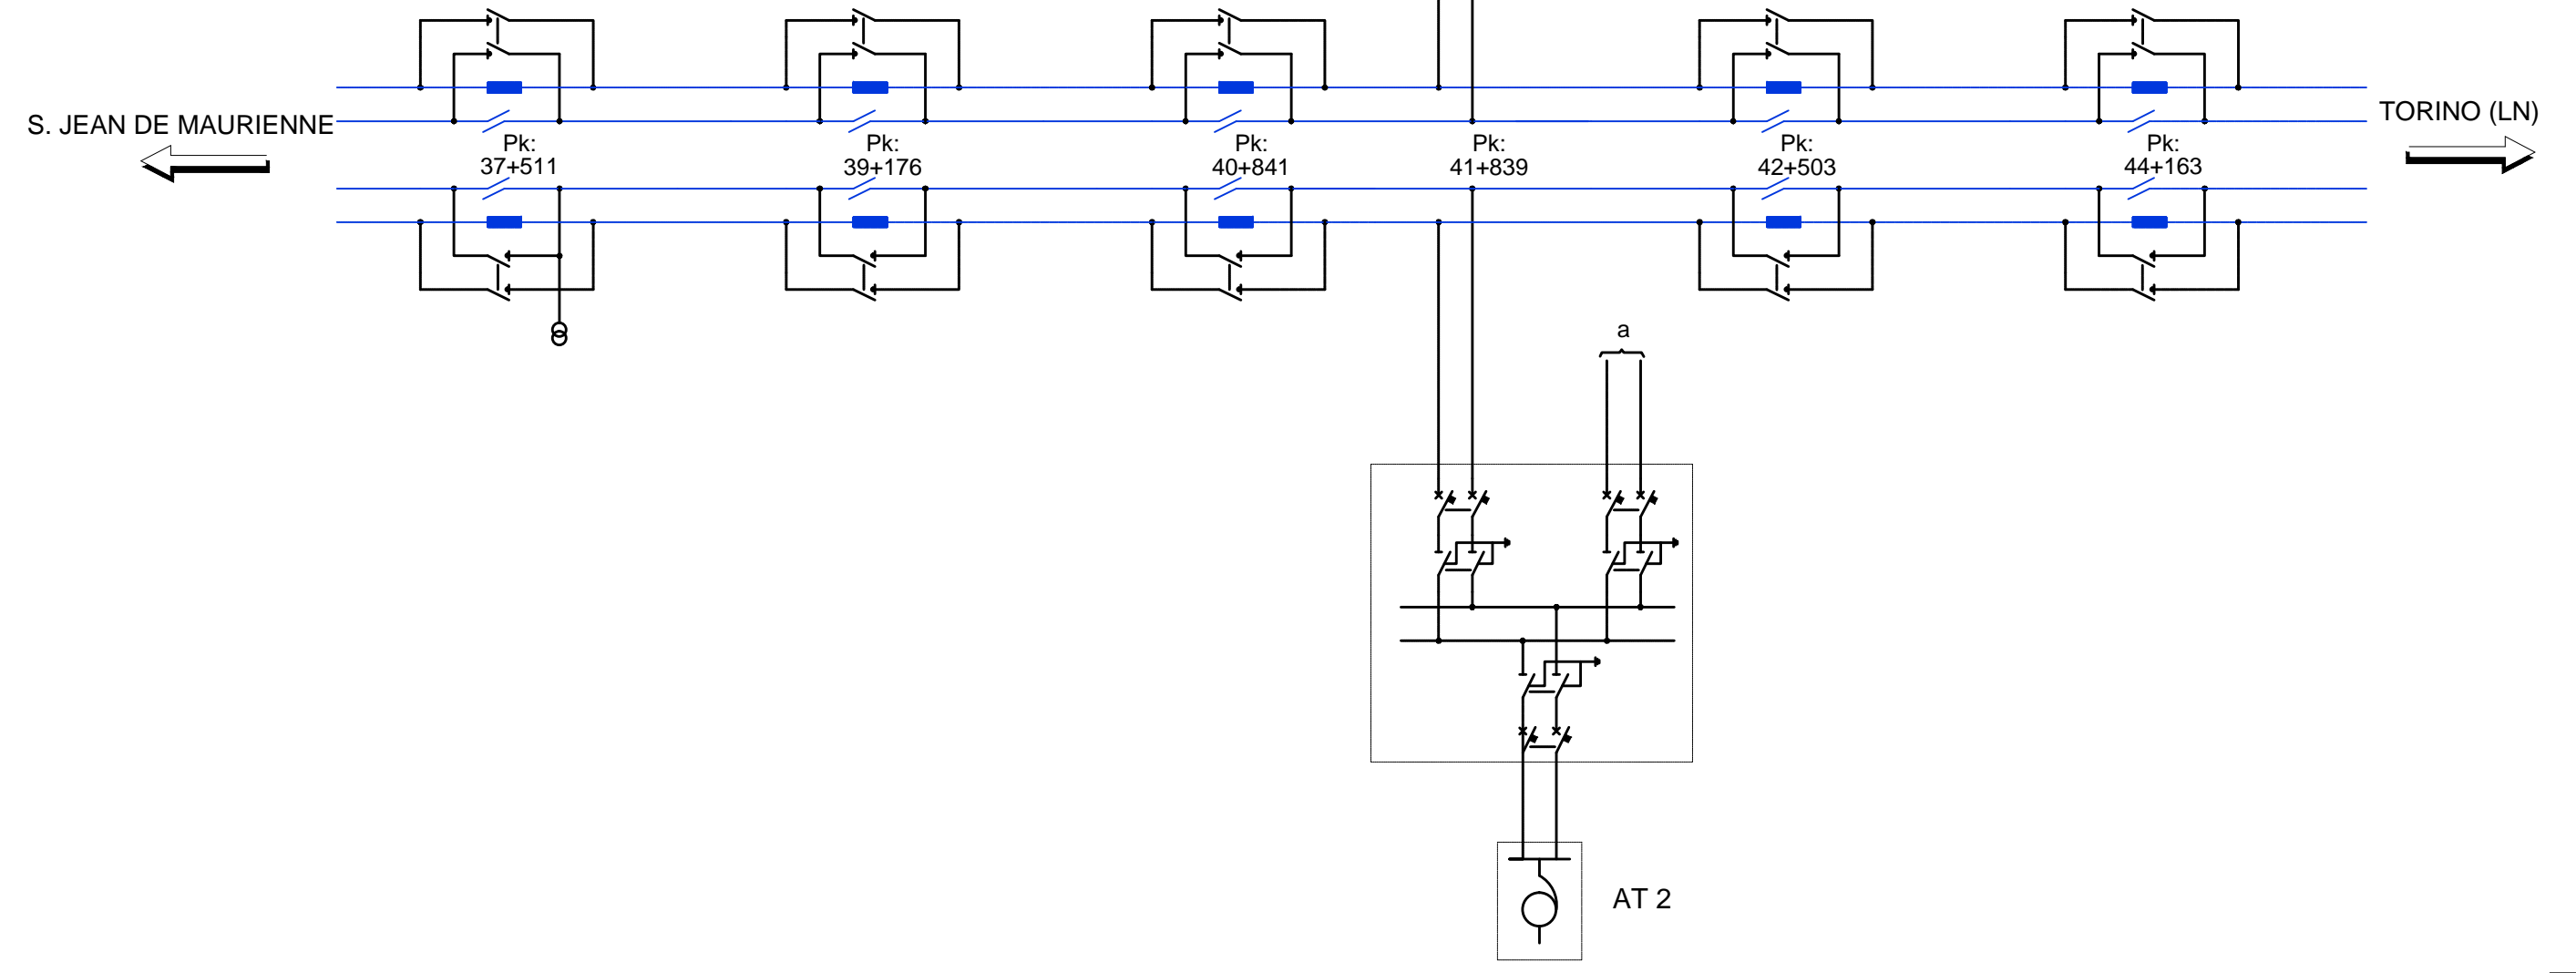 S. JEAN DE MAURIENNE
TORINO (LN)
Pk:
37+511
Pk:
39+176
Pk:
40+841
Pk:
41+839
Pk:
42+503
Pk:
44+163
a
AT 2